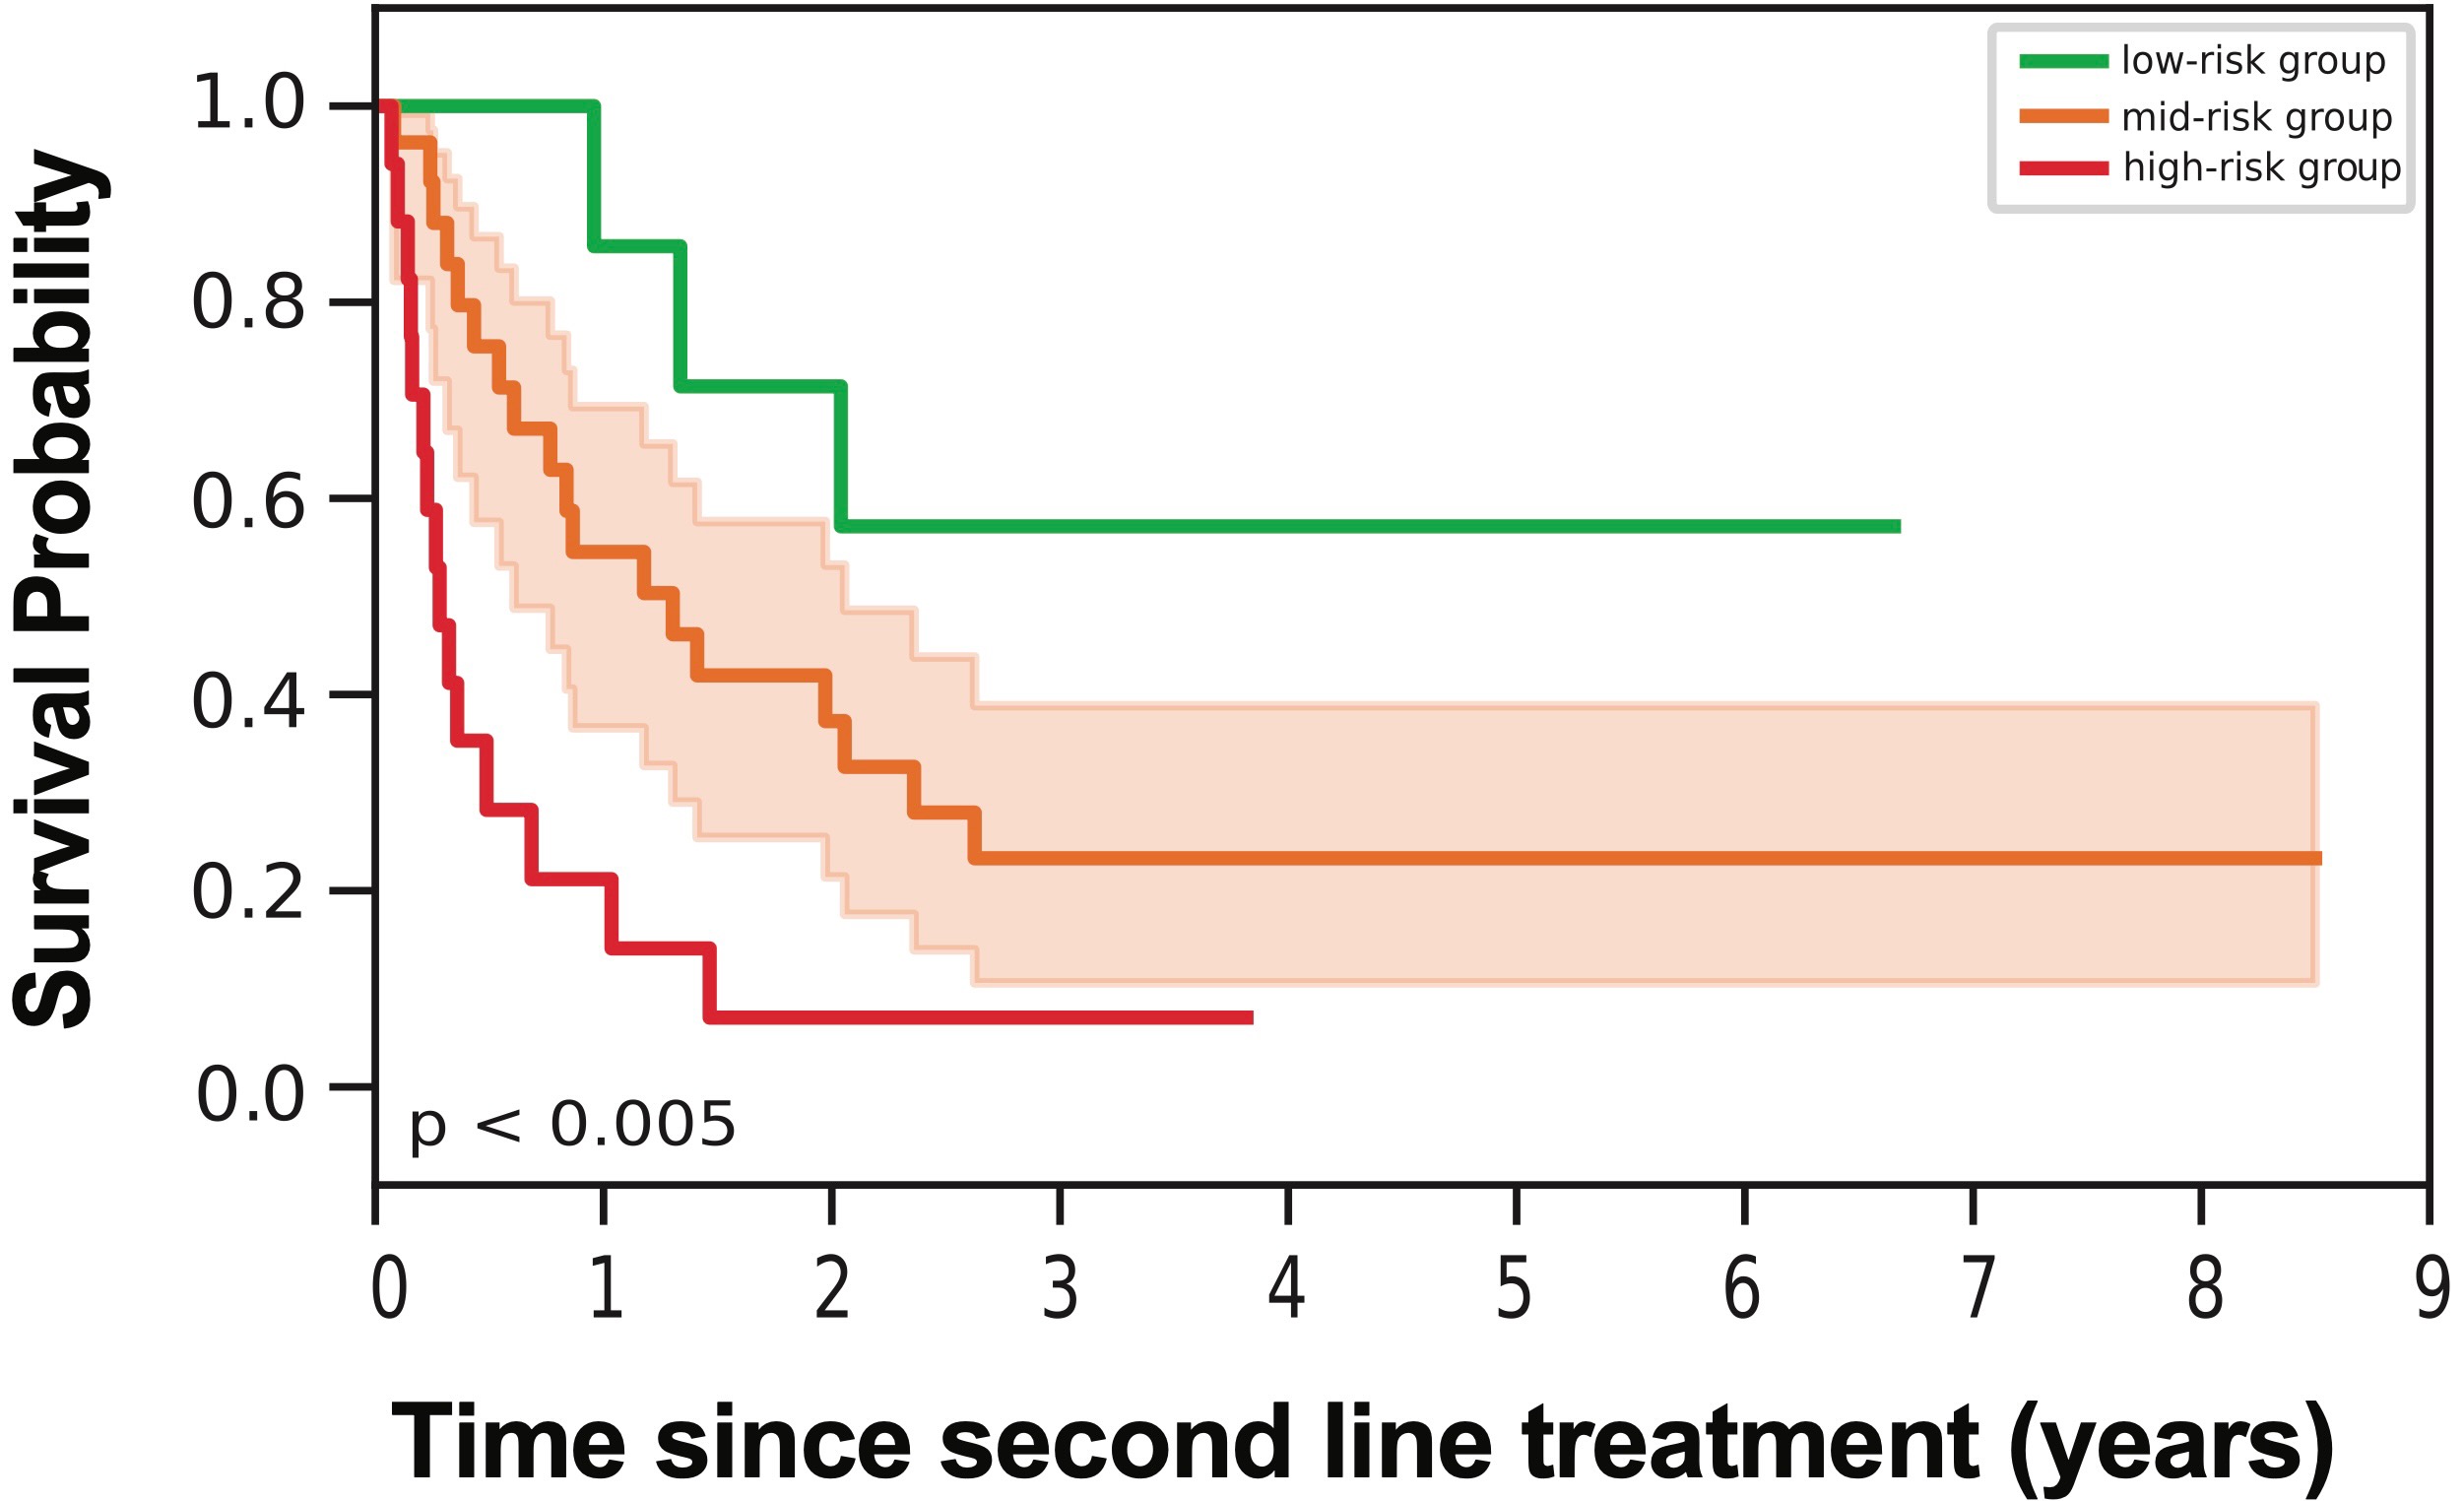 low-risk group
mid-risk group
high-risk group
Survival Probability
1.0
0.8
0.6
0.4
0.2
0.0
p < 0.005
0 1 2 3 4 5 6 7 8 9
Time since second line treatment (years)